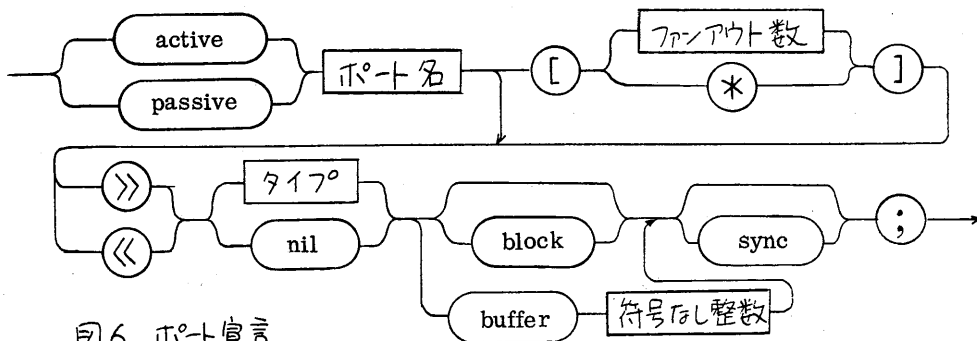 active
passive
ポート名
[
ファンアウト数
*
]
≫
≪
タイプ
nil
block
buffer
符号なし整数
sync
;
図6 ポート宣言